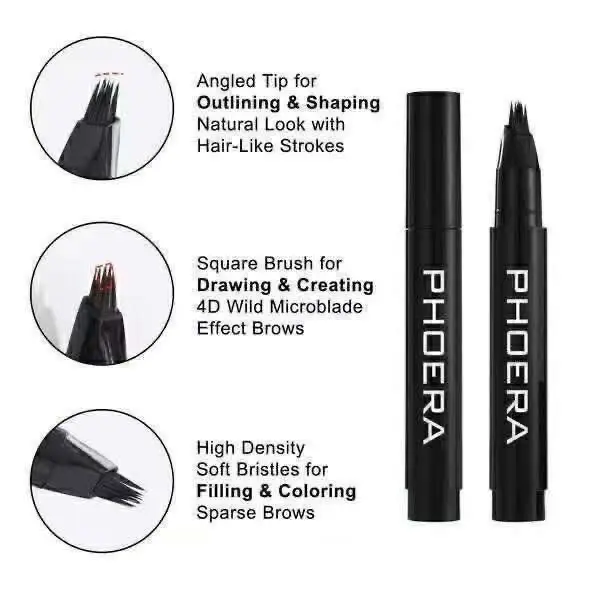 Angled Tip for
Outlining & Shaping
Natural Look with
Hair-Like Strokes
Square Brush for
Drawing & Creating
4D Wild Microblade
Effect Brows
High Density
Soft Bristles for
Filling & Coloring
Sparse Brows
PHOERA
PHOERA